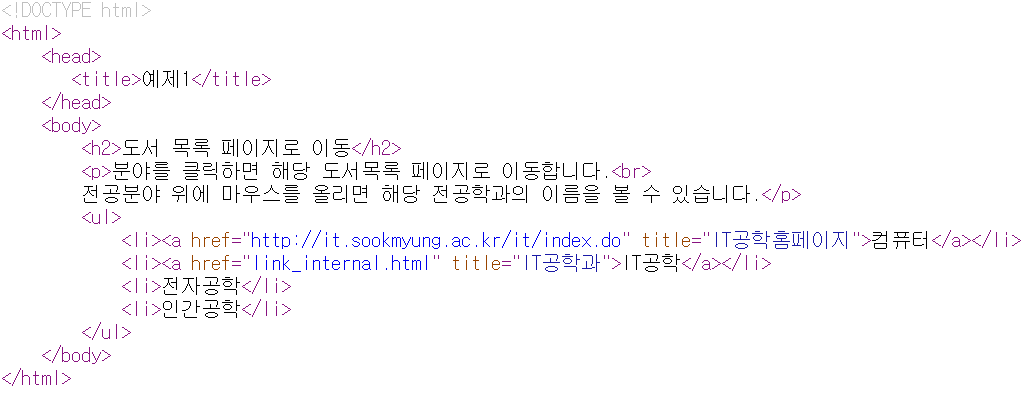 <!DOCTYPE html>
<html>
<head>
<title>예제1</title>
</head>
<body>
<h2>도서 목록 페이지로 이동</h2>
<p>분야를 클릭하면 해당 도서목록 페이지로 이동합니다.<br>
전공분야 위에 마우스를 올리면 해당 전공학과의 이름을 볼 수 있습니다.</p>
<ul>
<li><a href="http://it.sookmyung.ac.kr/it/index.do" title="IT공학홈페이지">컴퓨터</a></li>
<li><a href="link_internal.html" title="IT공학과">IT공학</a></li>
<li>전자공학</li>
<li>인간공학</li>
</ul>
</body>
</html>